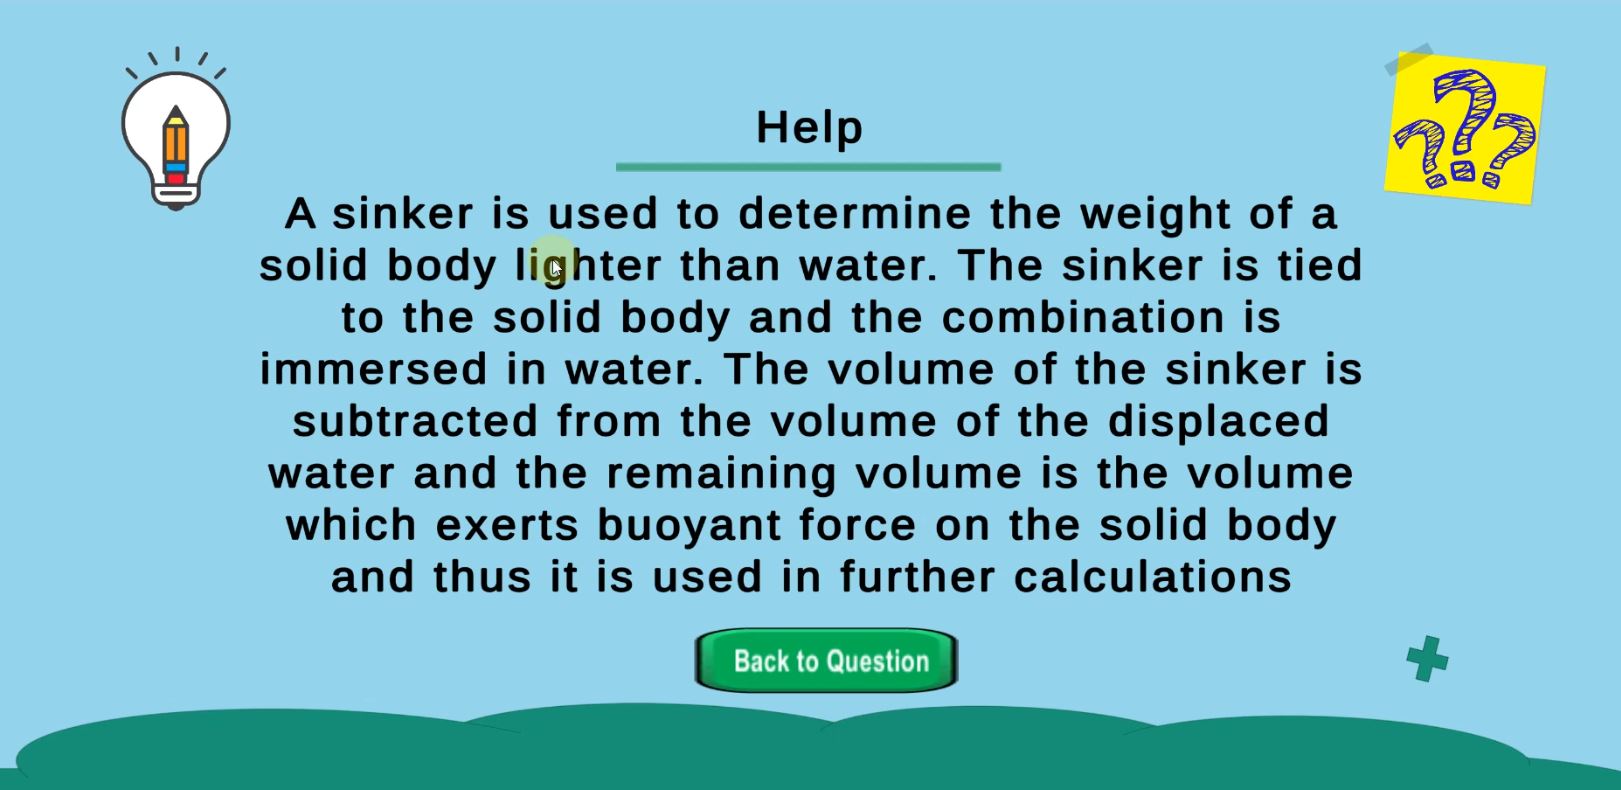 Help
A sinker is used to determine the weight of a
solid body lighter than water. The sinker is tied
to the solid body and the combination is
immersed in water. The volume of the sinker is
subtracted from the volume of the displaced
water and the remaining volume is the volume
which exerts buoyant force on the solid body
and thus it is used in further calculations
Back to Question